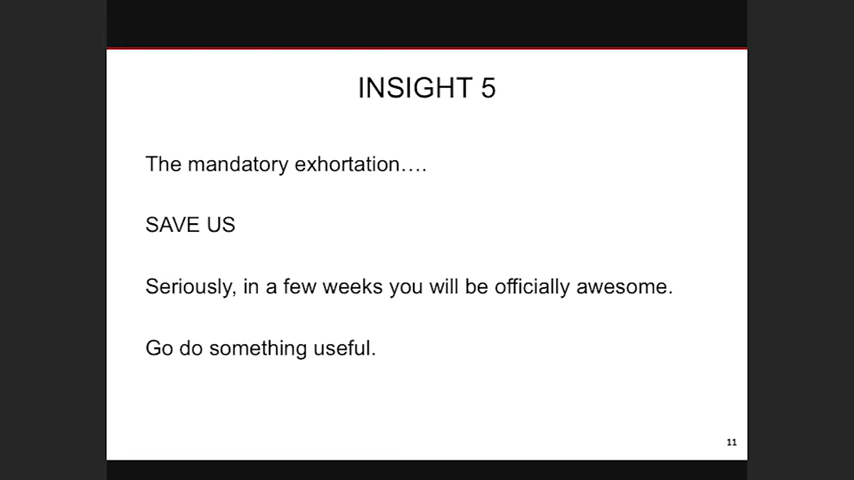 INSIGHT 5
The mandatory exhortation….
SAVE US
Seriously, in a few weeks you will be officially awesome.
Go do something useful.
11